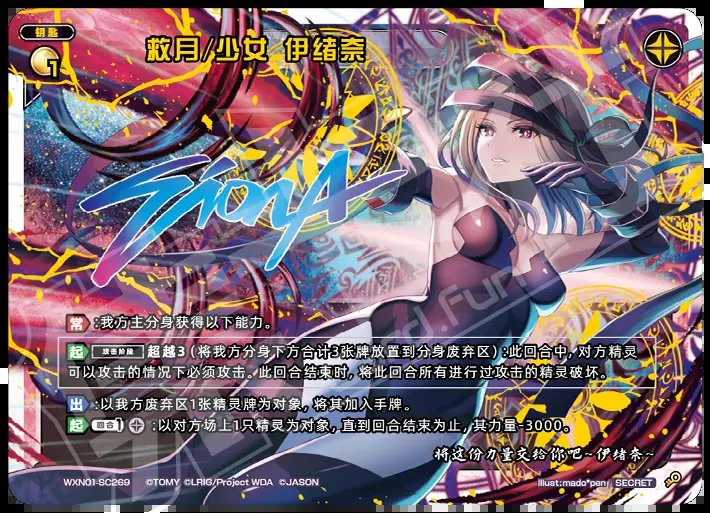 钥匙
1
救月/少女 伊绪奈
SionA
常:我方主分身获得以下能力。
起 攻击阶段 超越3(将我方分身下方合计3张牌放置到分身废弃区):此回合中,对方精灵
可以攻击的情况下必须攻击。此回合结束时,将此回合所有进行过攻击的精灵破坏。
出:以我方废弃区1张精灵牌为对象,将其加入手牌。
起 回合1:以对方场上1只精灵为对象,直到回合结束为止,其力量-3000。
将这份力量交给你吧~伊绪奈~
WXN01-SC269 ©TOMY ©LRIG/Project WDA ©JASON Illust:mado*pen SECRET